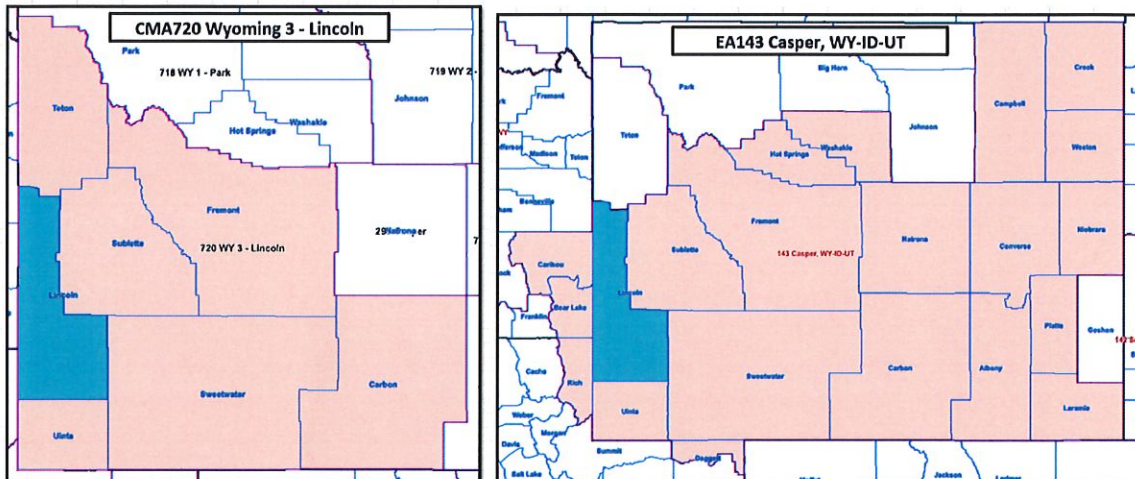 CMA720 Wyoming 3 - Lincoln
Park
718 WY 1 - Park
719 WY 2 -
Johnson
Teton
Hot Springs
Washakie
Fremont
Sublette
720 WY 3 - Lincoln
Natrona
Lincoln
Sweetwater
Carbon
Uinta
EA143 Casper, WY-ID-UT
Park
Big Horn
Crook
Fremont
Campbell
Johnson
Teton
Madison
Teton
Hot Springs
Washakie
Weston
Bonneville
Fremont
Sublette
143 Casper, WY-ID-UT
Natrona
Converse
Niobrara
Caribou
Lincoln
Bear Lake
Franklin
Platte
Goshen
Cache
Rich
Sweetwater
Carbon
Albany
Weber
Morgan
Uinta
Laramie
Davis
Summit
Salt Lake
Daggett
Jackson
Larimer